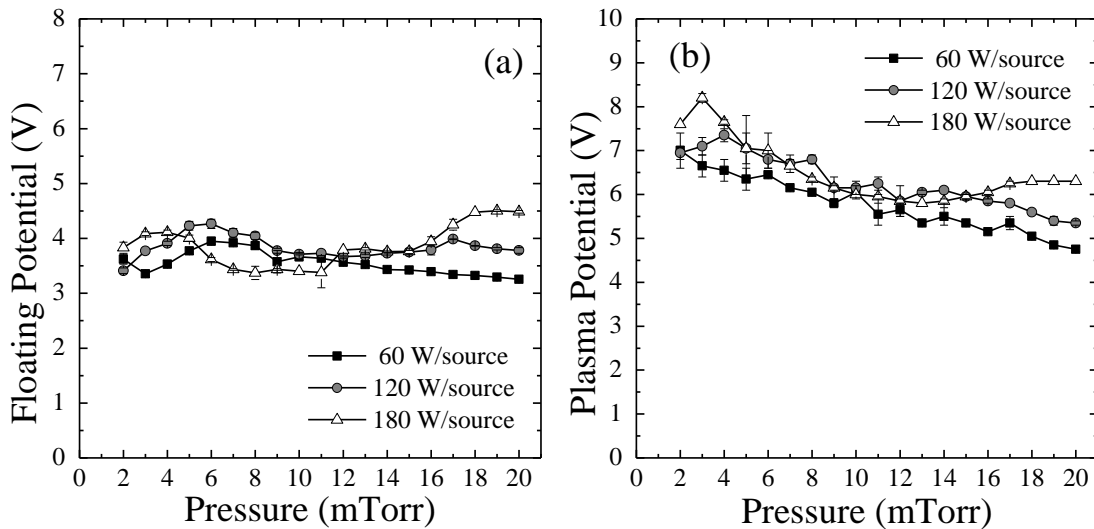 (a)
Floating Potential (V)
8
7
6
5
4
3
2
1
0
60 W/source
120 W/source
180 W/source
2 4 6 8 10 12 14 16 18 20
Pressure (mTorr)
(b)
Plasma Potential (V)
10
9
8
7
6
5
4
3
2
1
0
60 W/source
120 W/source
180 W/source
2 4 6 8 10 12 14 16 18 20
Pressure (mTorr)